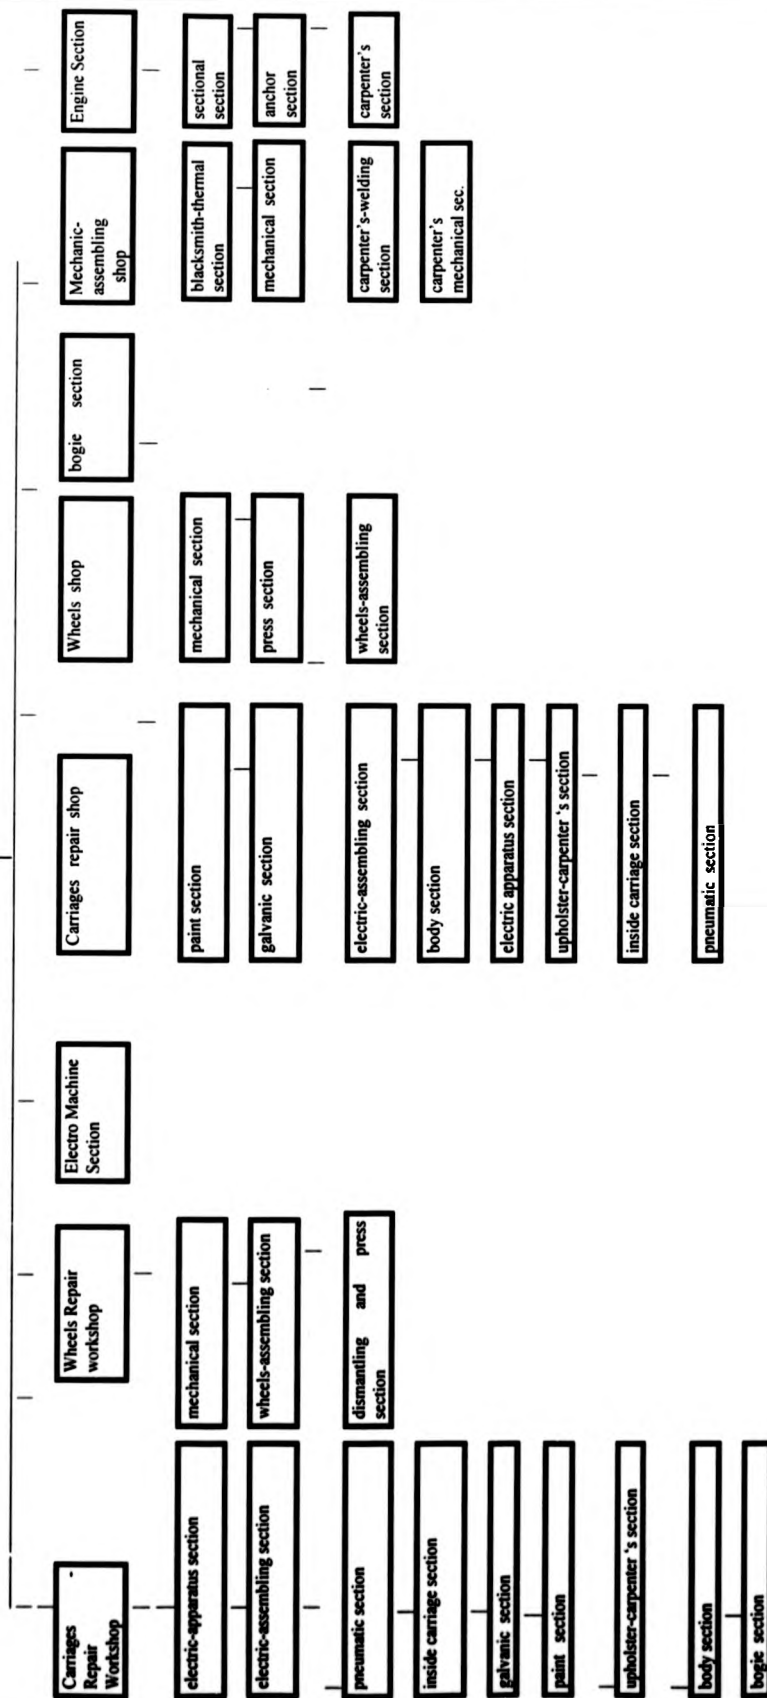 Carriages -
Repair
Workshop
electric-apparatus section
electric-assembling section
pneumatic section
inside carriage section
galvanic section
paint section
upholster-carpenter 's section
body section
bogie section
Wheels Repair
workshop
mechanical section
wheels-assembling section
dismantling and press
section
Electro Machine
Section
Carriages repair shop
paint section
galvanic section
electric-assembling section
body section
electric apparatus section
upholster-carpenter 's section
inside carriage section
pneumatic section
Wheels shop
mechanical section
press section
wheels-assembling
section
bogie section
Mechanic-
assembling
shop
blacksmith-thermal
section
mechanical section
carpenter's-welding
section
carpenter's
mechanical sec.
Engine Section
sectional
section
anchor
section
carpenter's
section